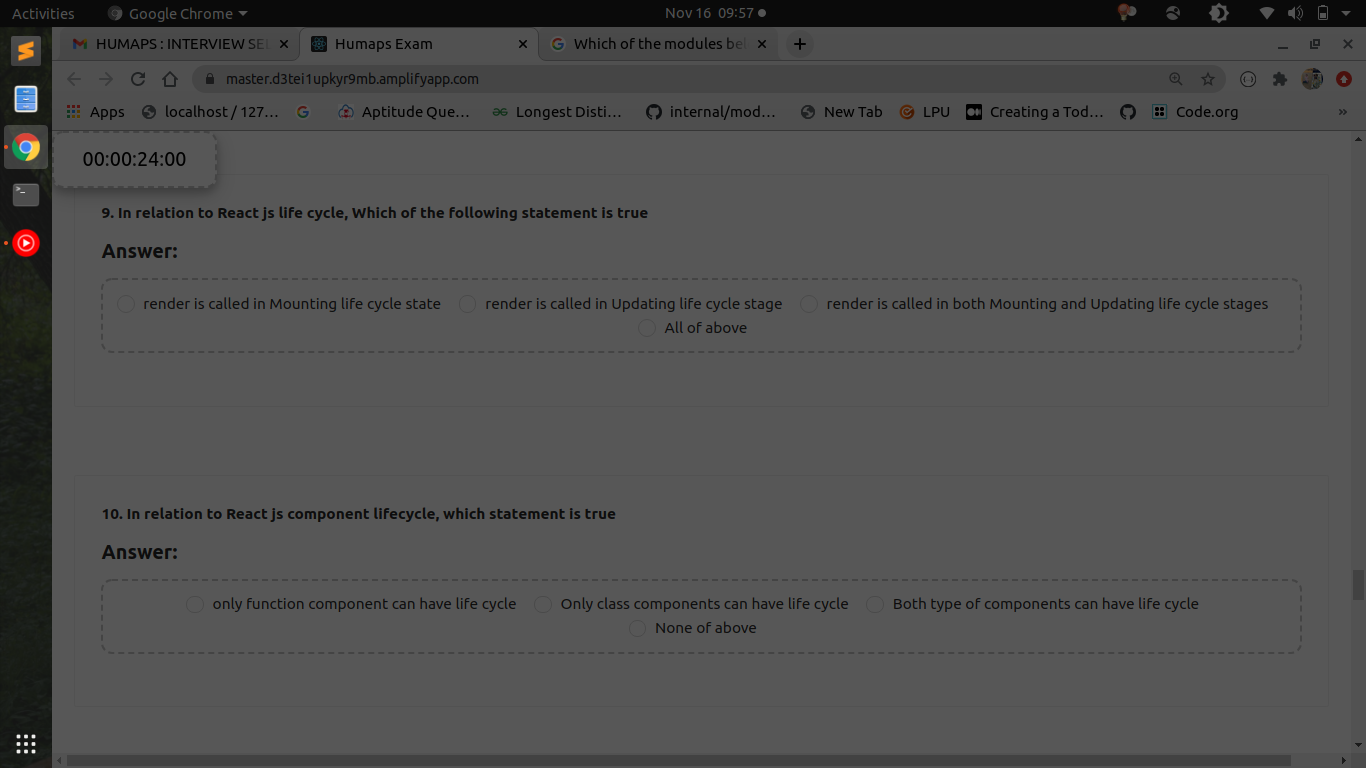 Activities Google Chrome Nov 16 09:57
HUMAPS : INTERVIEW SE Humaps Exam Which of the modules be
master.d3tei1upkyr9mb.amplifyapp.com
Apps localhost / 127... Aptitude Que... Longest Disti... internal/mod... New Tab LPU Creating a Tod... Code.org »
00:00:24:00
9. In relation to React js life cycle, Which of the following statement is true
Answer:
render is called in Mounting life cycle state render is called in Updating life cycle stage render is called in both Mounting and Updating life cycle stages
All of above
10. In relation to React js component lifecycle, which statement is true
Answer:
only function component can have life cycle Only class components can have life cycle Both type of components can have life cycle
None of above